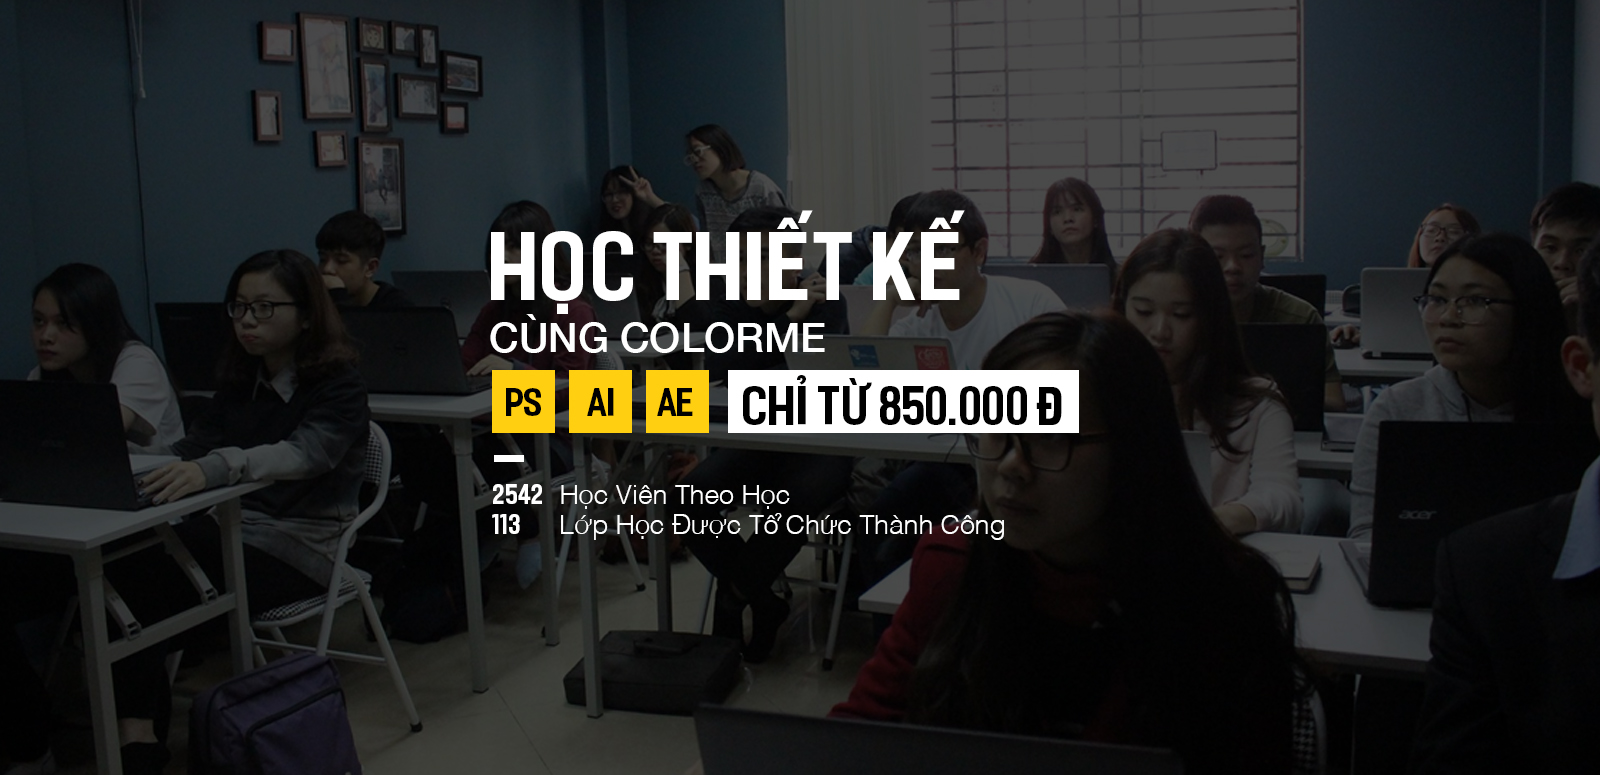 HỌC THIẾT KẾ
CÙNG COLORME
PS AI AE CHỈ TỪ 850.000 Đ
2542 Học Viên Theo Học
113 Lớp Học Được Tổ Chức Thành Công
acer